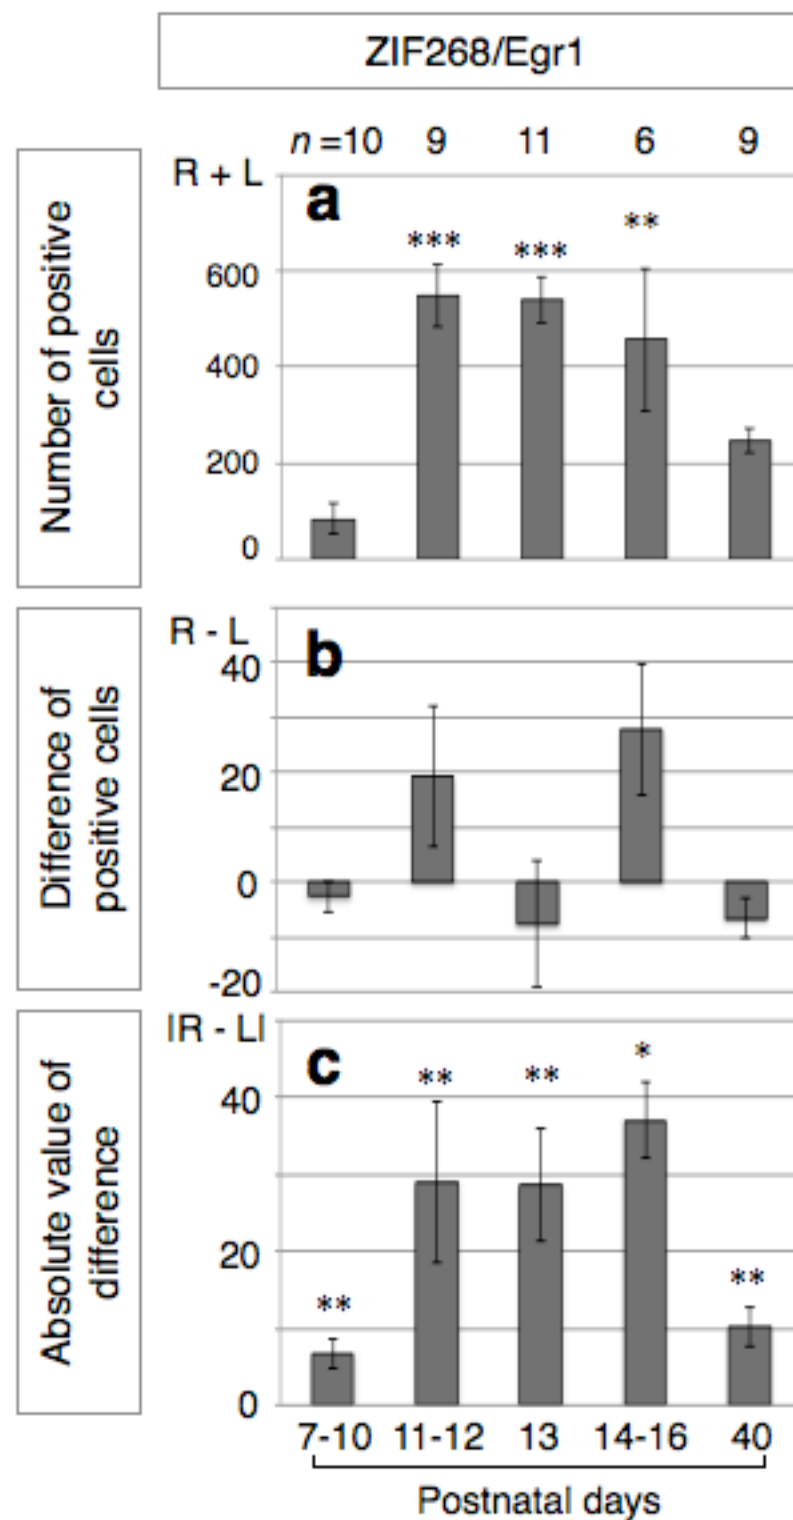 ZIF268/Egr1
n =10 9 11 6 9
R + L
a
Number of positive
cells
600
400
200
0
***
***
**
R - L
b
Difference of
positive cells
40
20
0
-20
|R - L|
c
Absolute value of
difference
40
20
0
**
**
**
*
**
7-10 11-12 13 14-16 40
Postnatal days